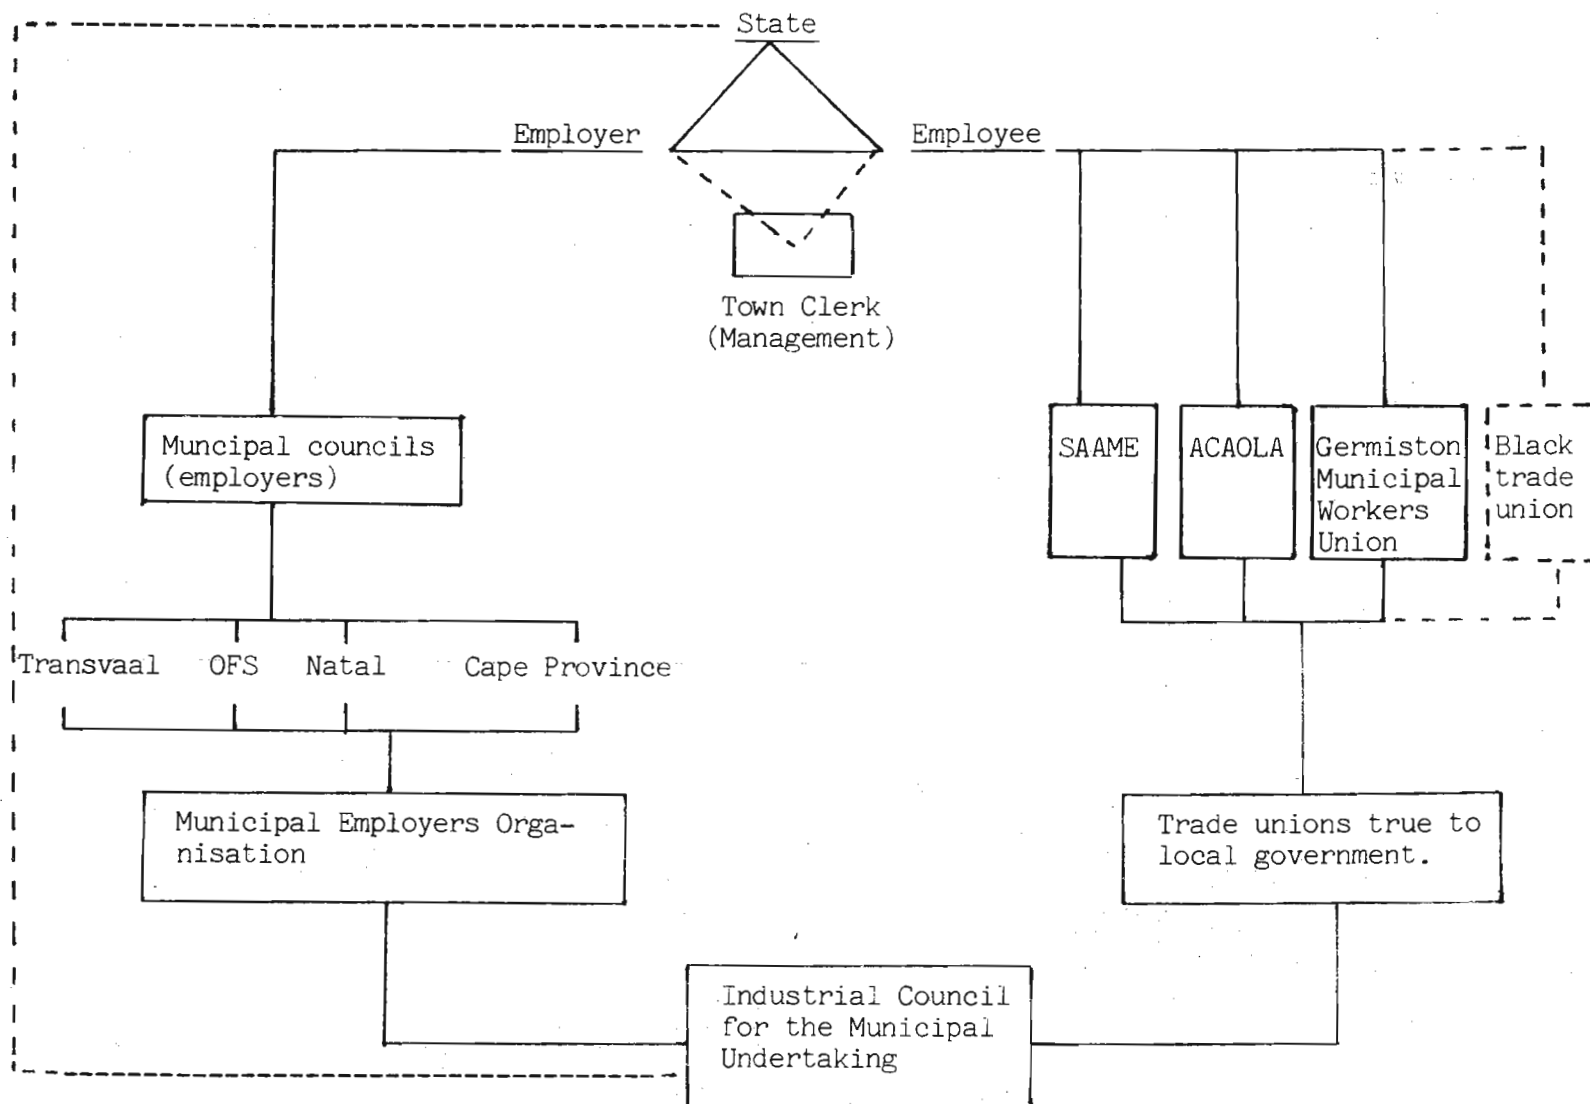 State
Employer
Employee
Town Clerk
(Management)
Muncipal councils
(employers)
SAAME
ACAOLA
Germiston
Municipal
Workers
Union
Black
trade
union
Transvaal
OFS
Natal
Cape Province
Municipal Employers Orga-
nisation
Trade unions true to
local government.
Industrial Council
for the Municipal
Undertaking